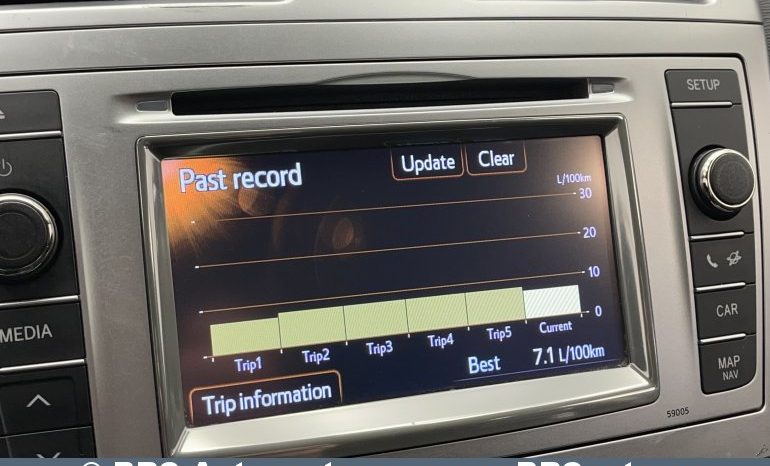 SETUP
Past record
Update
Clear
L/100km
30
20
10
0
Trip1
Trip2
Trip3
Trip4
Trip5
Current
Best
7.1 L/100km
Trip information
MEDIA
CAR
MAP
NAV
59005